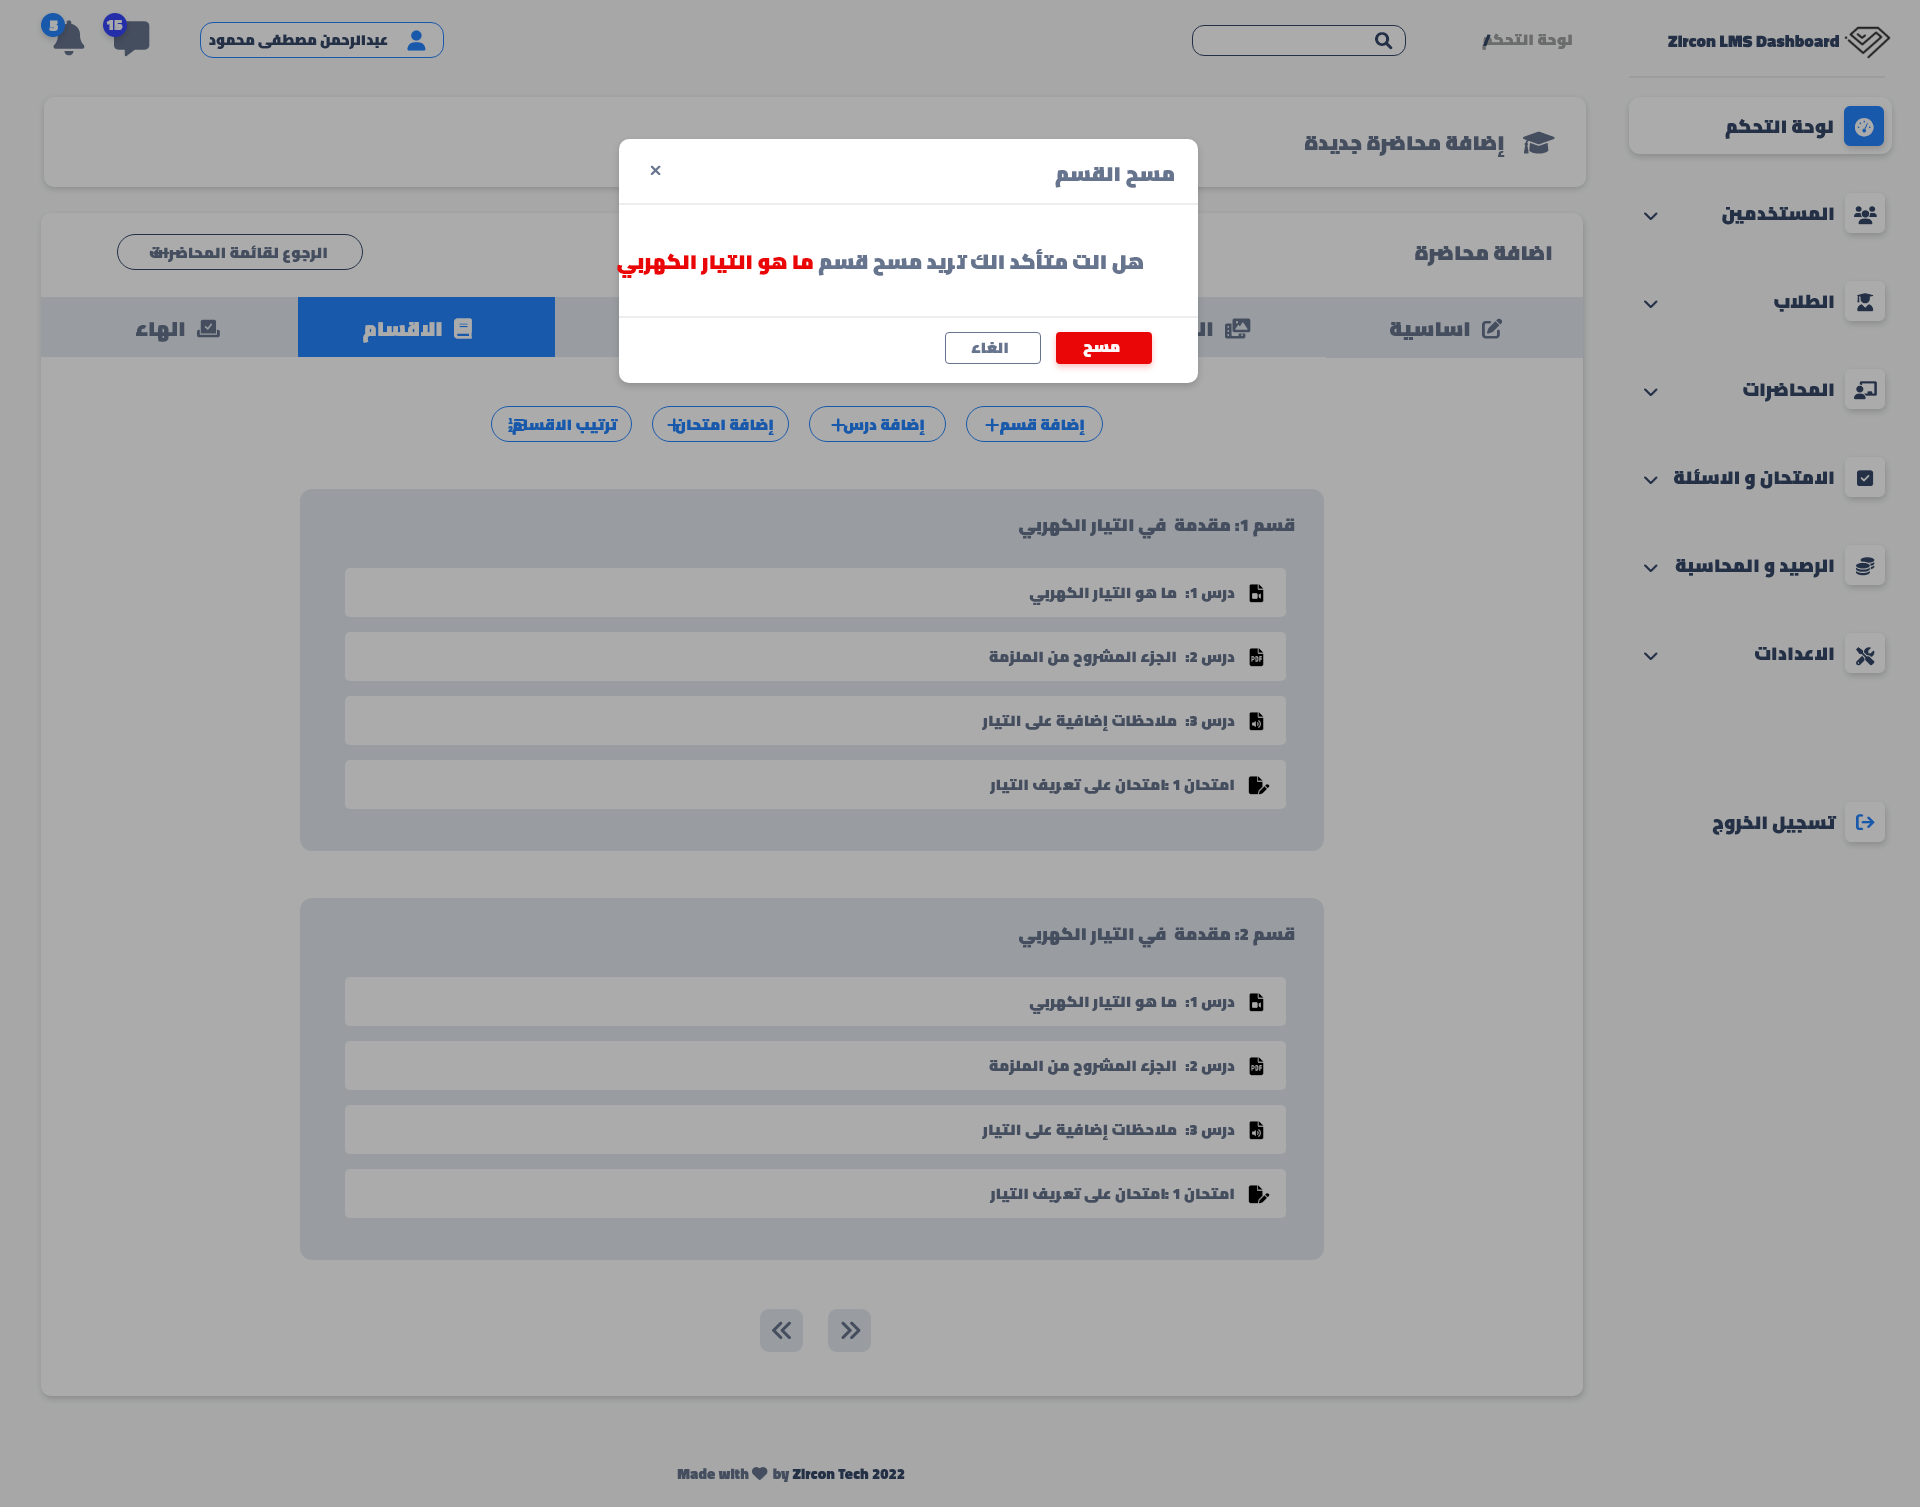 Zircon LMS Dashboard
لوحة التحكم /
عبدالرحمن مصطفى محمود
15
5
لوحة التحكم
المستخدمين
الطلاب
المحاضرات
الامتحان و الاسئلة
الرصيد و المحاسبة
الاعدادات
تسجيل الخروج
إضافة محاضرة جديدة
مسح القسم
هل انت متأكد انك تريد مسح قسم ما هو التيار الكهربي
مسح
الغاء
اضافة محاضرة
الرجوع لقائمة المحاضرات
اساسية
الاقسام
انهاء
إضافة قسم
إضافة درس
إضافة امتحان
ترتيب الاقسام
قسم 1: مقدمة في التيار الكهربي
درس 1: ما هو التيار الكهربي
درس 2: الجزء المشروح من الملزمة
درس 3: ملاحظات إضافية على التيار
امتحان 1 :امتحان على تعريف التيار
قسم 2: مقدمة في التيار الكهربي
درس 1: ما هو التيار الكهربي
درس 2: الجزء المشروح من الملزمة
درس 3: ملاحظات إضافية على التيار
امتحان 1 :امتحان على تعريف التيار
Made with by Zircon Tech 2022